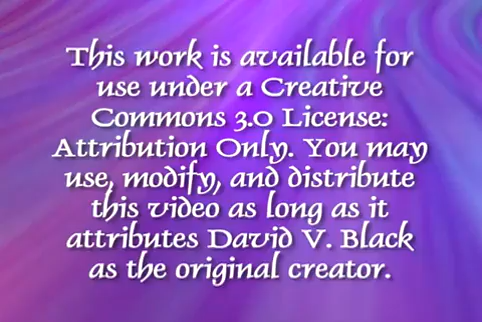 This work is available for
use under a Creative
Commons 3.0 License:
Attribution Only. You may
use, modify, and distribute
this video as long as it
attributes David V. Black
as the original creator.